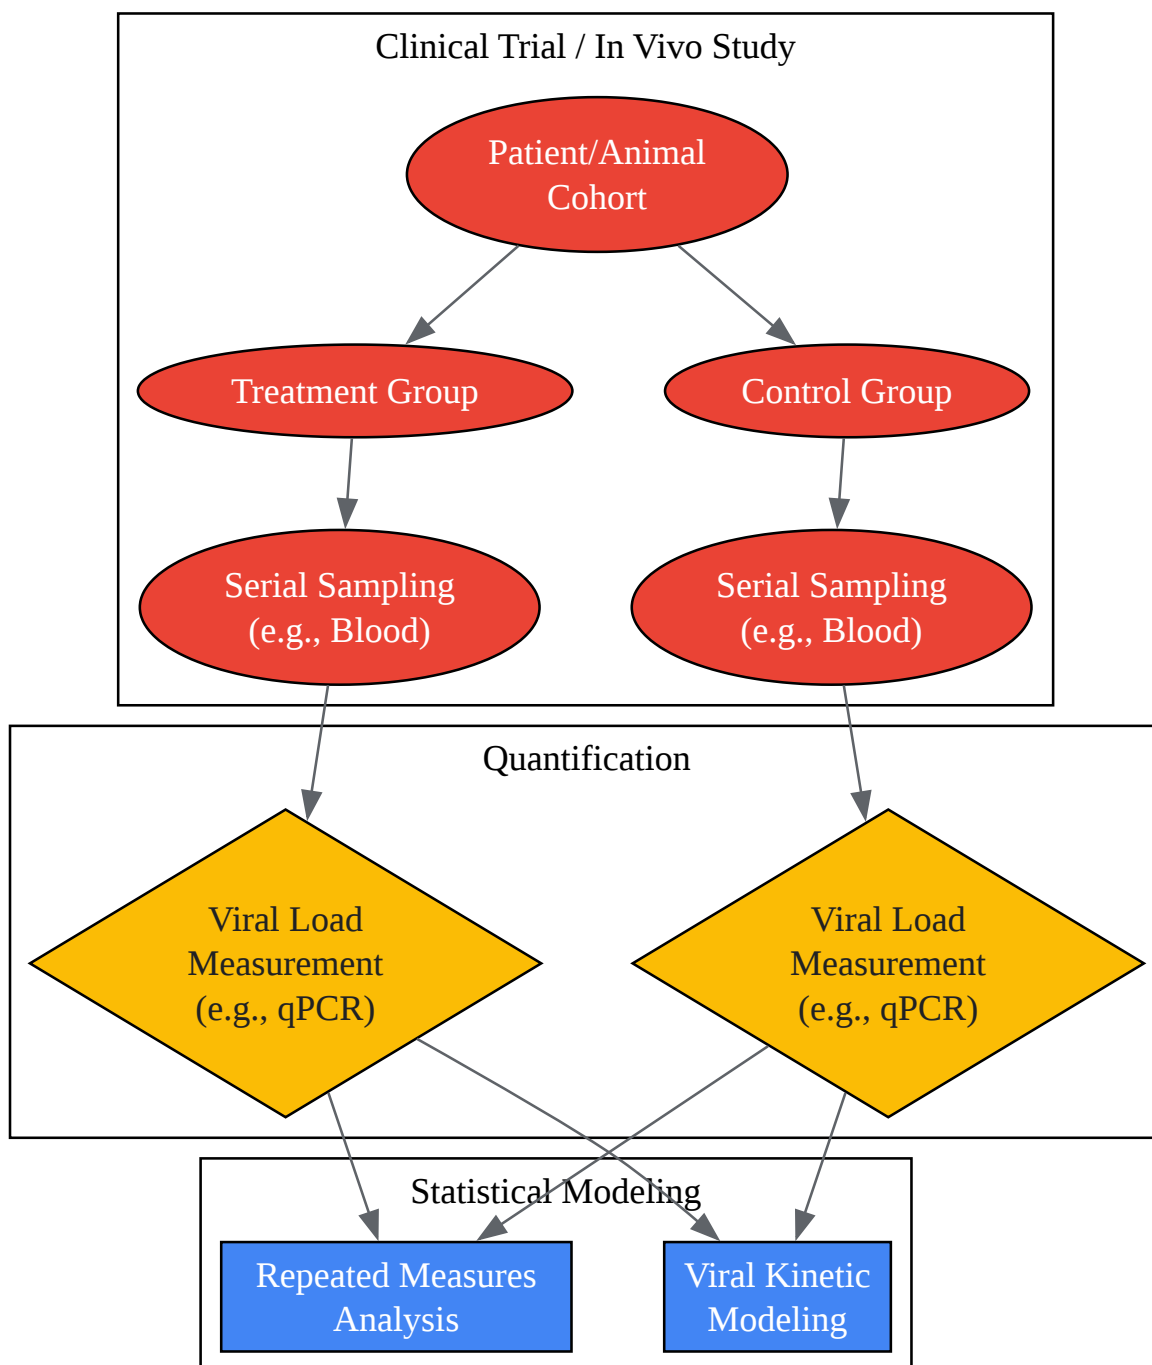 Clinical Trial / In Vivo Study
Patient/Animal
Cohort
Treatment Group
Control Group
Serial Sampling
(e.g., Blood)
Serial Sampling
(e.g., Blood)
Quantification
Viral Load
Measurement
(e.g., qPCR)
Viral Load
Measurement
(e.g., qPCR)
Statistical Modeling
Repeated Measures
Analysis
Viral Kinetic
Modeling